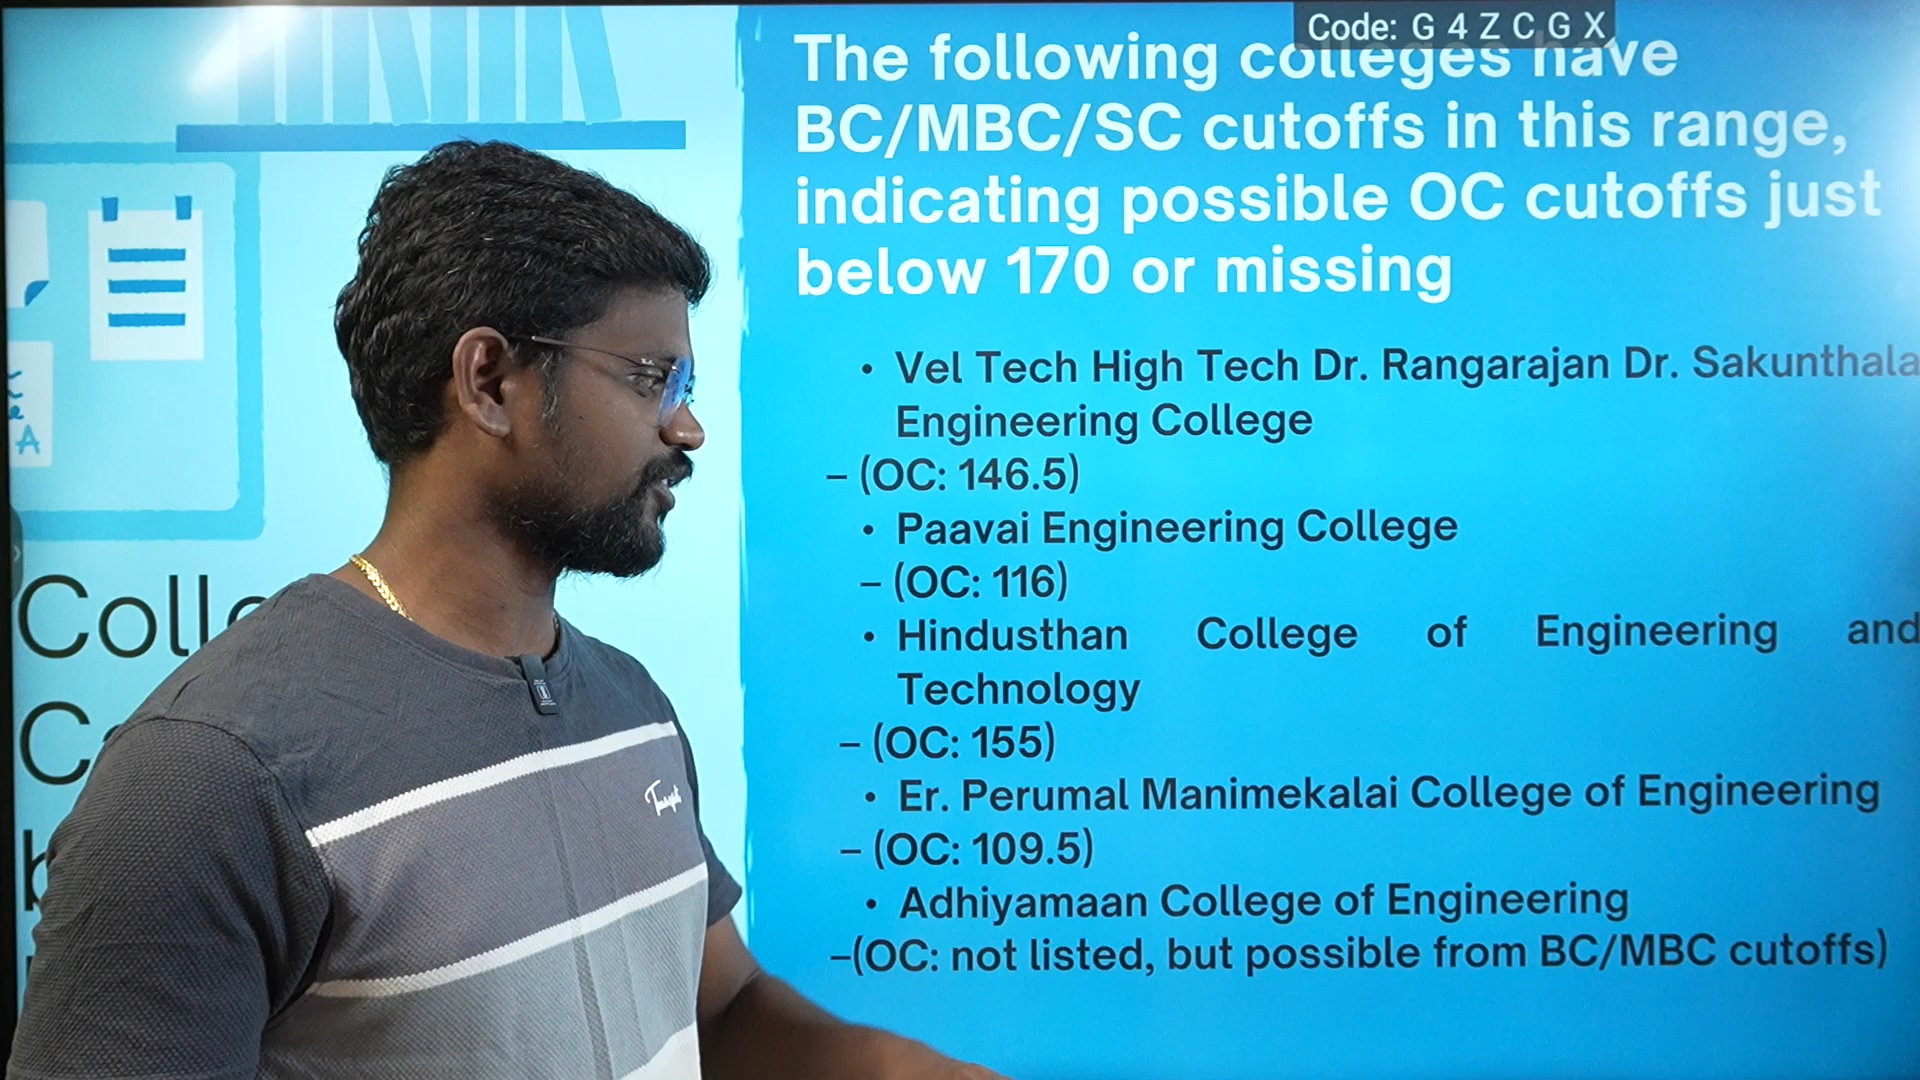 Code: G 4 Z C G X
The following colleges have
BC/MBC/SC cutoffs in this range,
indicating possible OC cutoffs just
below 170 or missing
• Vel Tech High Tech Dr. Rangarajan Dr. Sakunthala
Engineering College
– (OC: 146.5)
• Paavai Engineering College
– (OC: 116)
• Hindusthan College of Engineering and
Technology
– (OC: 155)
• Er. Perumal Manimekalai College of Engineering
– (OC: 109.5)
• Adhiyamaan College of Engineering
–(OC: not listed, but possible from BC/MBC cutoffs)